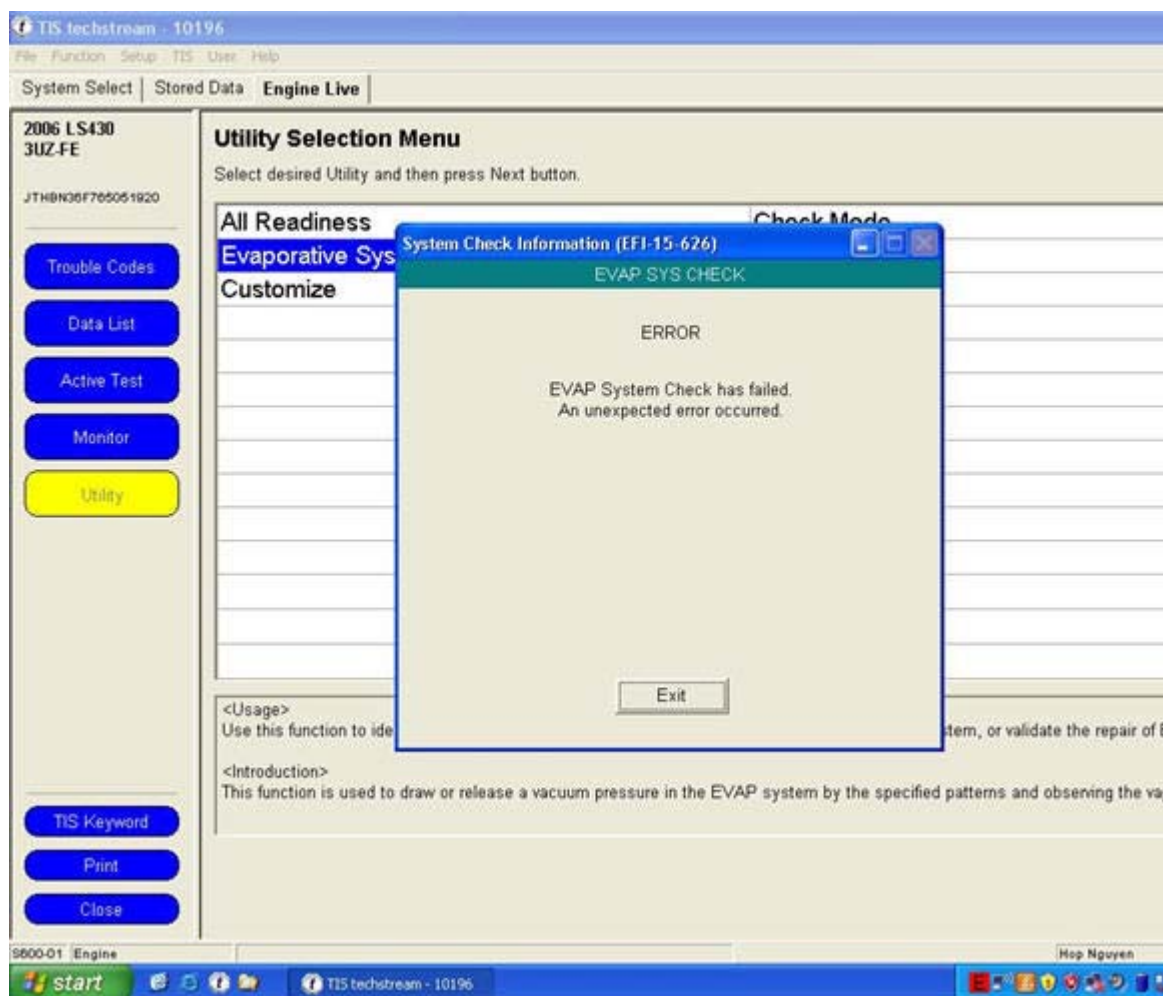 TIS techstream - 10196
File Function Setup TIS User Help
System Select Stored Data Engine Live
2006 LS430
3UZ-FE
JTHBN36F765051920
Trouble Codes
Data List
Active Test
Monitor
Utility
TIS Keyword
Print
Close
Utility Selection Menu
Select desired Utility and then press Next button.
All Readiness Check Mode
Evaporative Sys
Customize
System Check Information (EFI-15-626)
EVAP SYS CHECK
ERROR
EVAP System Check has failed.
An unexpected error occurred.
Exit
<Usage>
Use this function to ide tem, or validate the repair of
<Introduction>
This function is used to draw or release a vacuum pressure in the EVAP system by the specified patterns and observing the va
S600-01 Engine Hop Nguyen
start TIS techstream - 10196